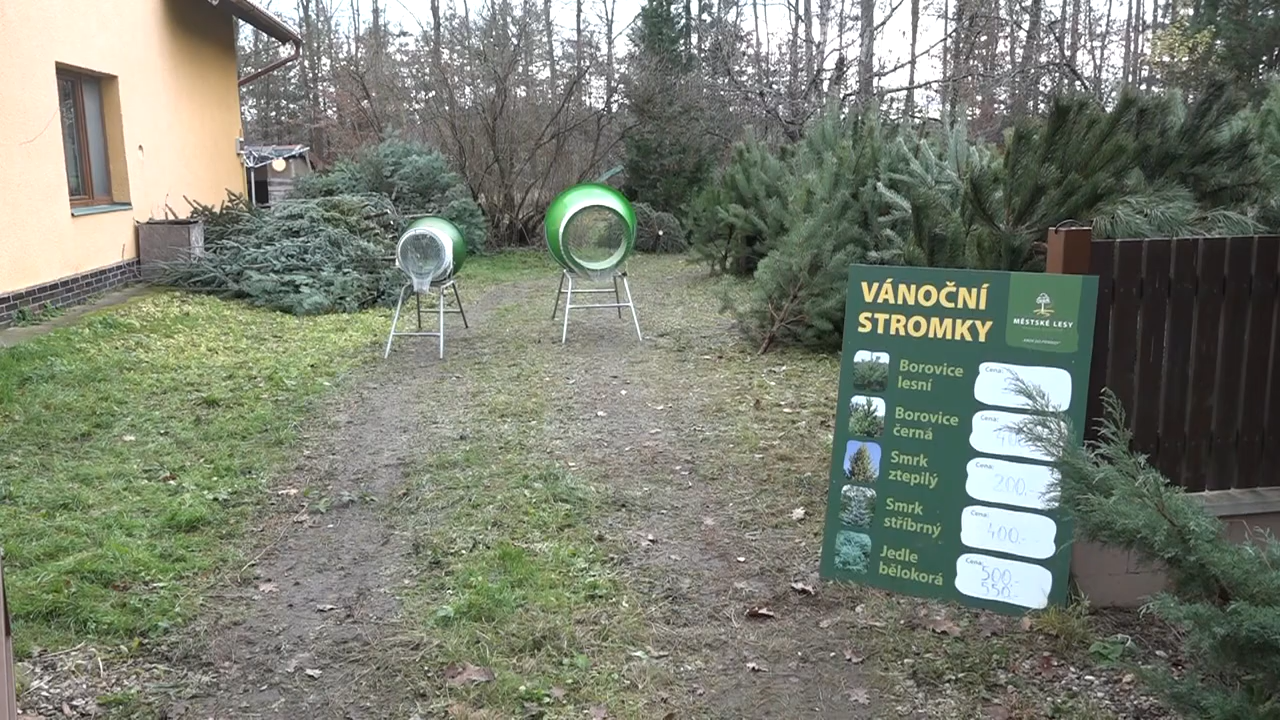 VÁNOČNÍ
STROMKY
MĚSTSKÉ LESY
Borovice
lesní
Cena:
Borovice
černá
Cena:
Smrk
ztepilý
Cena:
200,-
Smrk
stříbrný
Cena:
400,-
Jedle
bělokorá
Cena:
500,-
550,-